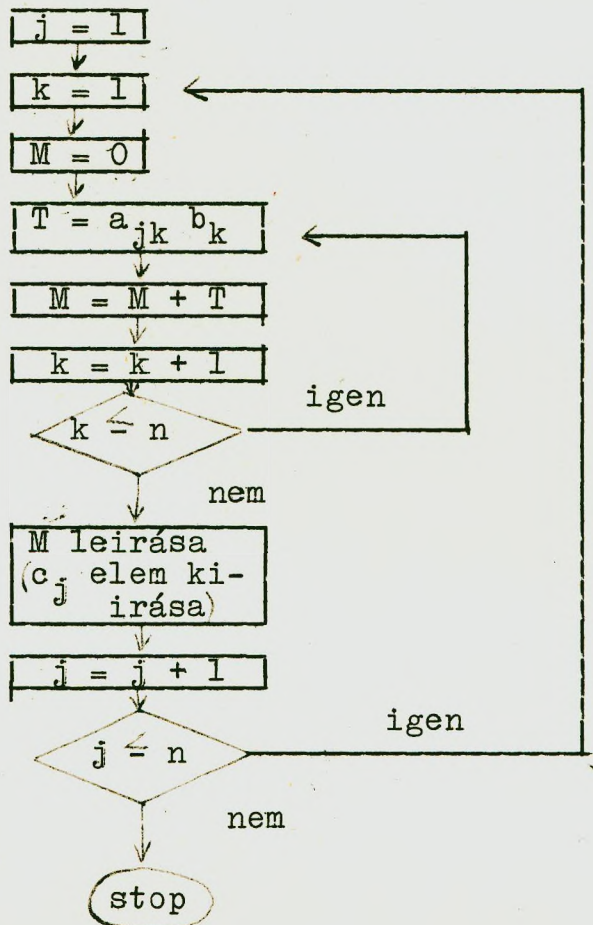 j = 1
k = 1
M = 0
T = a_jk b_k
M = M + T
k = k + 1
igen
k ≤ n
nem
M leirása
(c_j elem ki-
irása)
j = j + 1
igen
j ≤ n
nem
stop